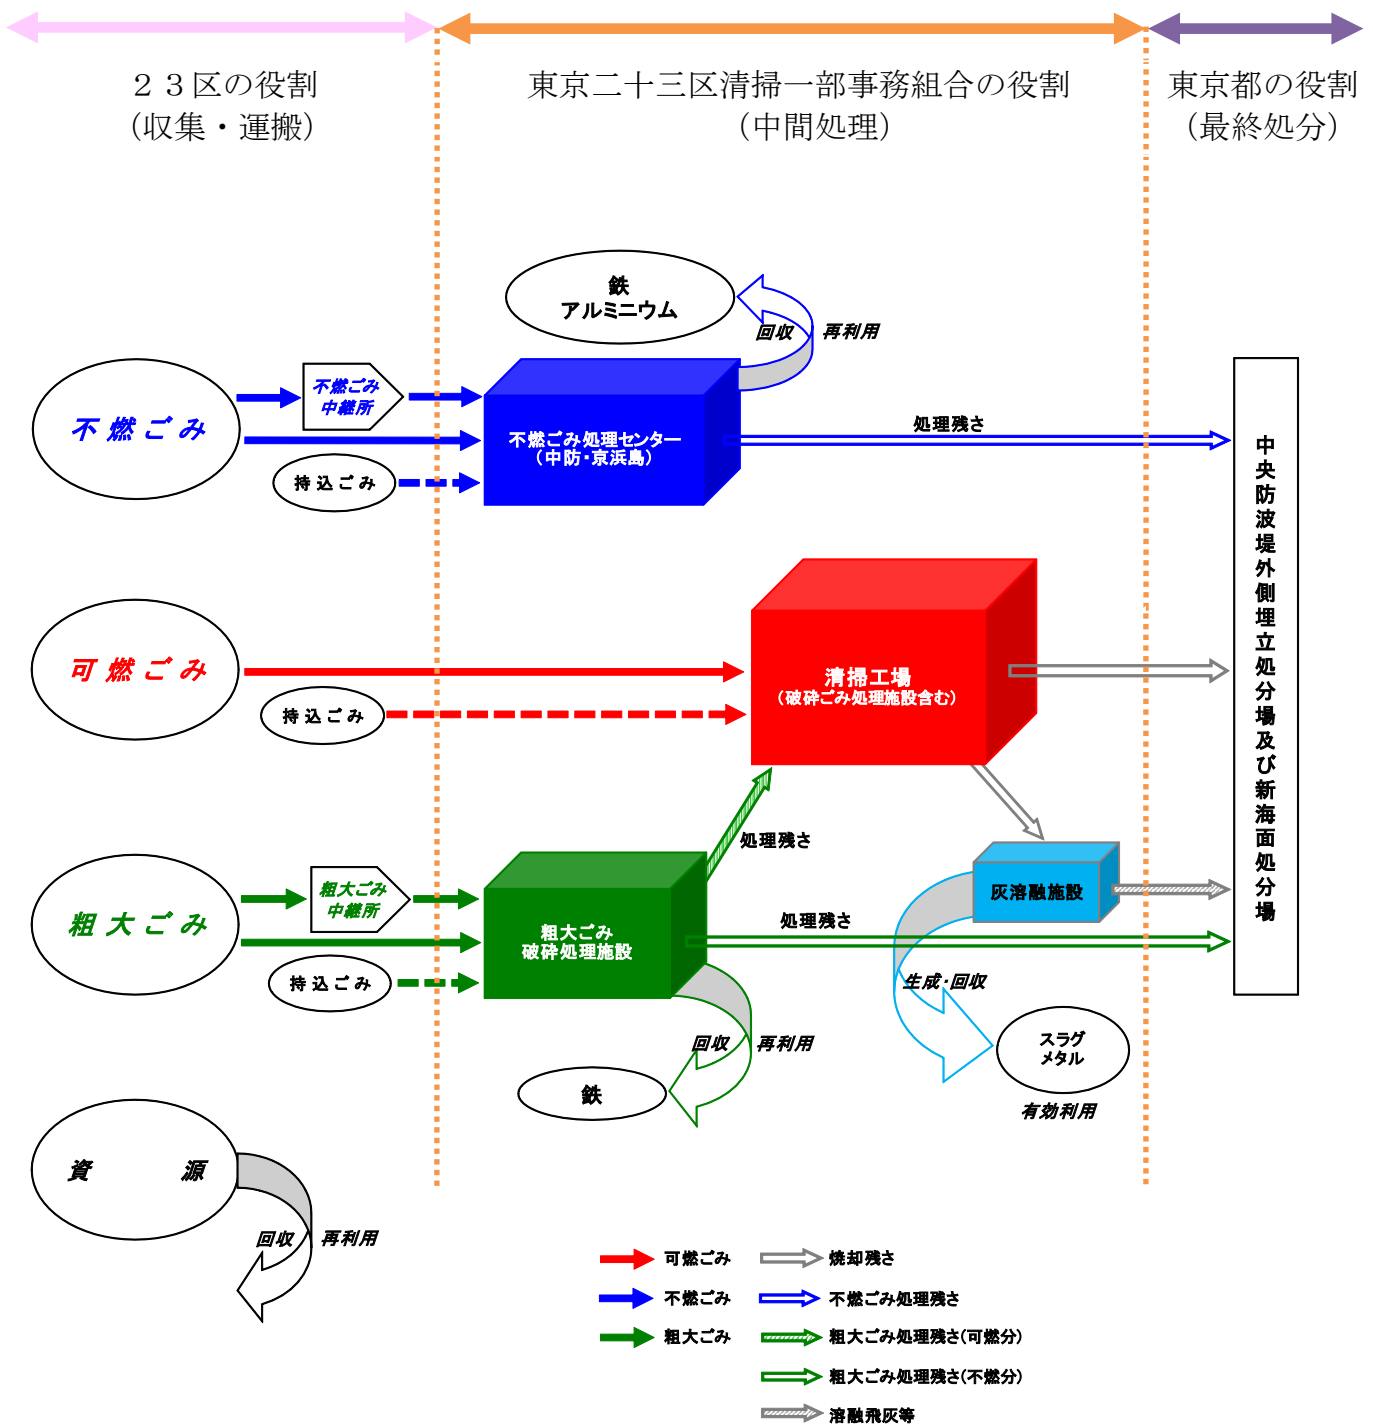 ２３区の役割
（収集・運搬）
東京二十三区清掃一部事務組合の役割
（中間処理）
東京都の役割
（最終処分）
鉄
アルミニウム
回収
再利用
不燃ごみ
不燃ごみ
中継所
持込ごみ
不燃ごみ処理センター
（中防・京浜島）
処理残さ
中央防波堤外側埋立処分場及び新海面処分場
可燃ごみ
持込ごみ
清掃工場
（破砕ごみ処理施設含む）
処理残さ
粗大ごみ
粗大ごみ
中継所
持込ごみ
粗大ごみ
破砕処理施設
処理残さ
灰溶融施設
生成・回収
スラグ
メタル
有効利用
回収
再利用
鉄
資源
回収
再利用
可燃ごみ
焼却残さ
不燃ごみ
不燃ごみ処理残さ
粗大ごみ
粗大ごみ処理残さ(可燃分)
粗大ごみ処理残さ(不燃分)
溶融飛灰等